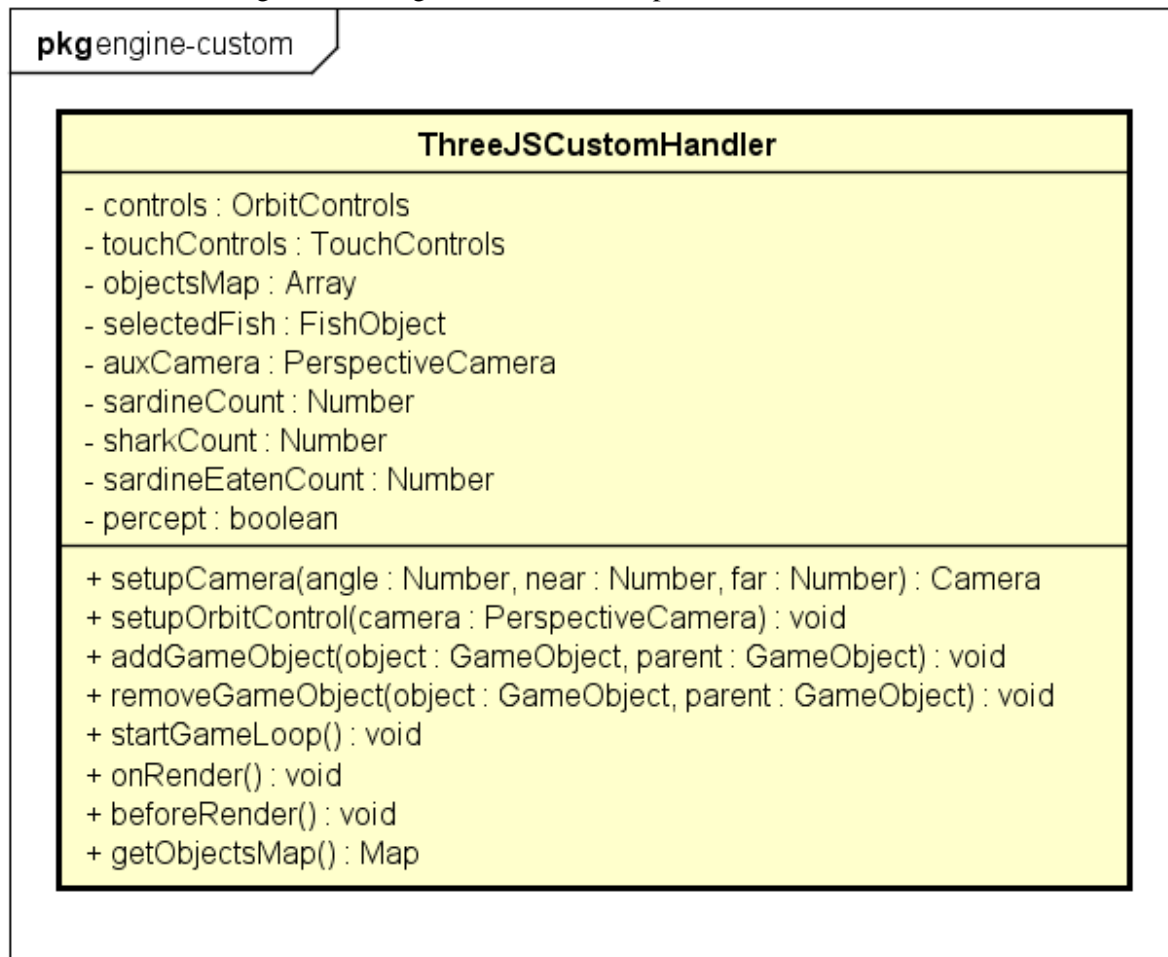 pkg engine-custom
ThreeJSCustomHandler
- controls : OrbitControls
- touchControls : TouchControls
- objectsMap : Array
- selectedFish : FishObject
- auxCamera : PerspectiveCamera
- sardineCount : Number
- sharkCount : Number
- sardineEatenCount : Number
- percept : boolean
+ setupCamera(angle : Number, near : Number, far : Number) : Camera
+ setupOrbitControl(camera : PerspectiveCamera) : void
+ addGameObject(object : GameObject, parent : GameObject) : void
+ removeGameObject(object : GameObject, parent : GameObject) : void
+ startGameLoop() : void
+ onRender() : void
+ beforeRender() : void
+ getObjectsMap() : Map